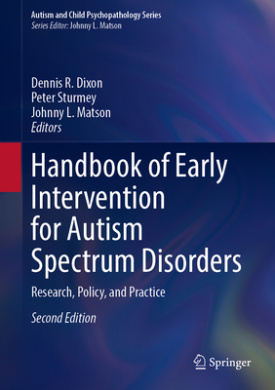 Autism and Child Psychopathology Series
Series Editor: Johnny L. Matson
Dennis R. Dixon
Peter Sturmey
Johnny L. Matson
Editors
Handbook of Early
Intervention
for Autism
Spectrum Disorders
Research, Policy, and Practice
Second Edition
Springer